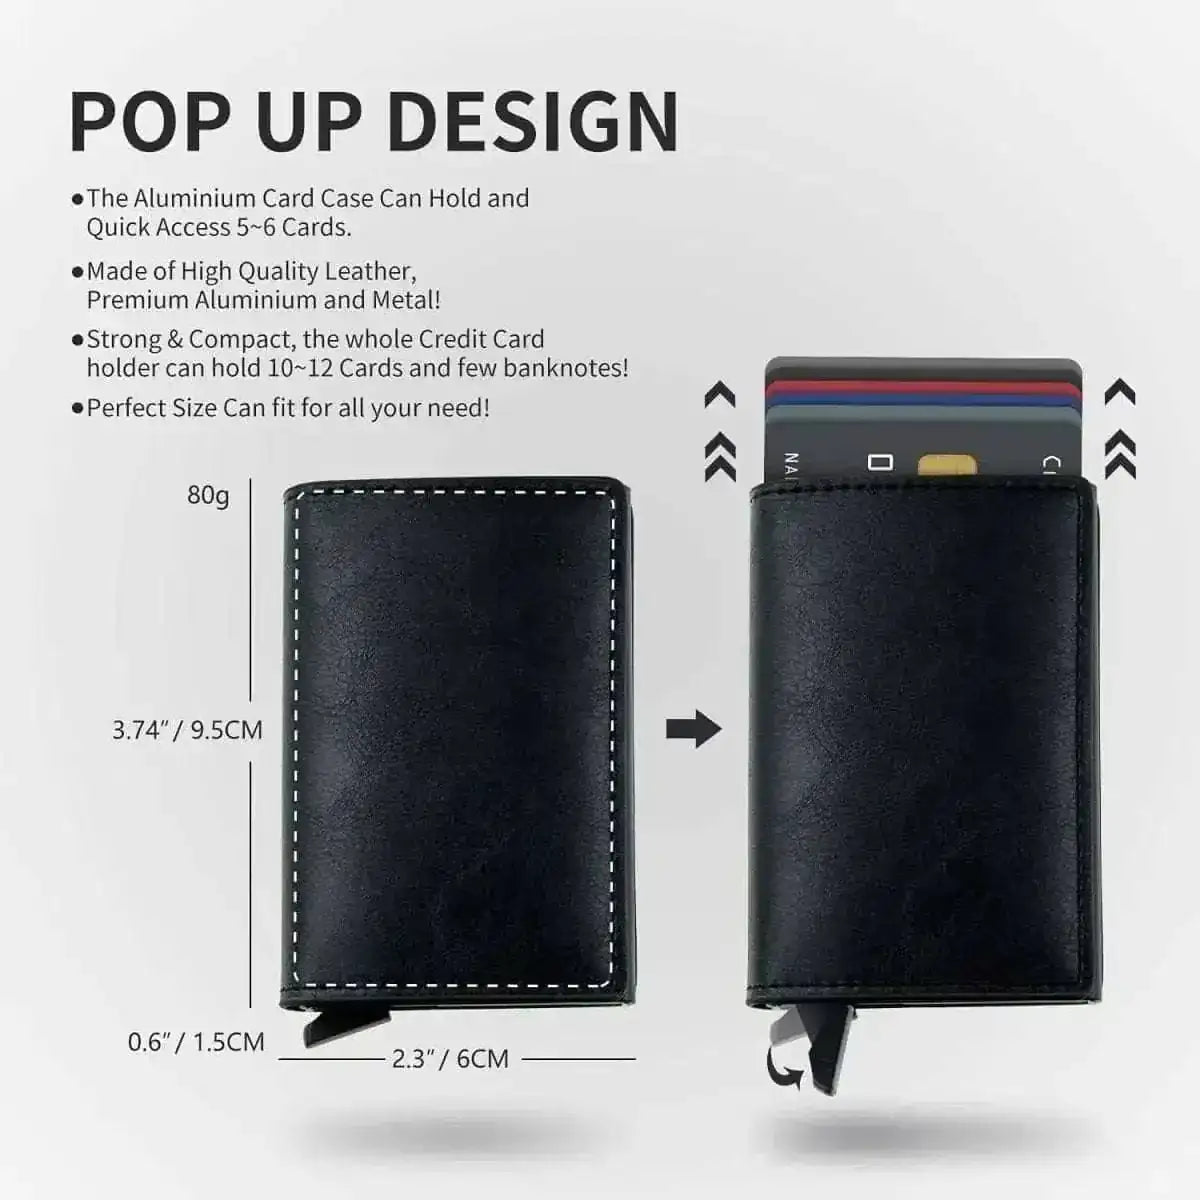 POP UP DESIGN
●The Aluminium Card Case Can Hold and
Quick Access 5~6 Cards.
●Made of High Quality Leather,
Premium Aluminium and Metal!
●Strong & Compact, the whole Credit Card
holder can hold 10~12 Cards and few banknotes!
●Perfect Size Can fit for all your need!
80g
3.74″ / 9.5CM
0.6″ / 1.5CM
2.3″ / 6CM